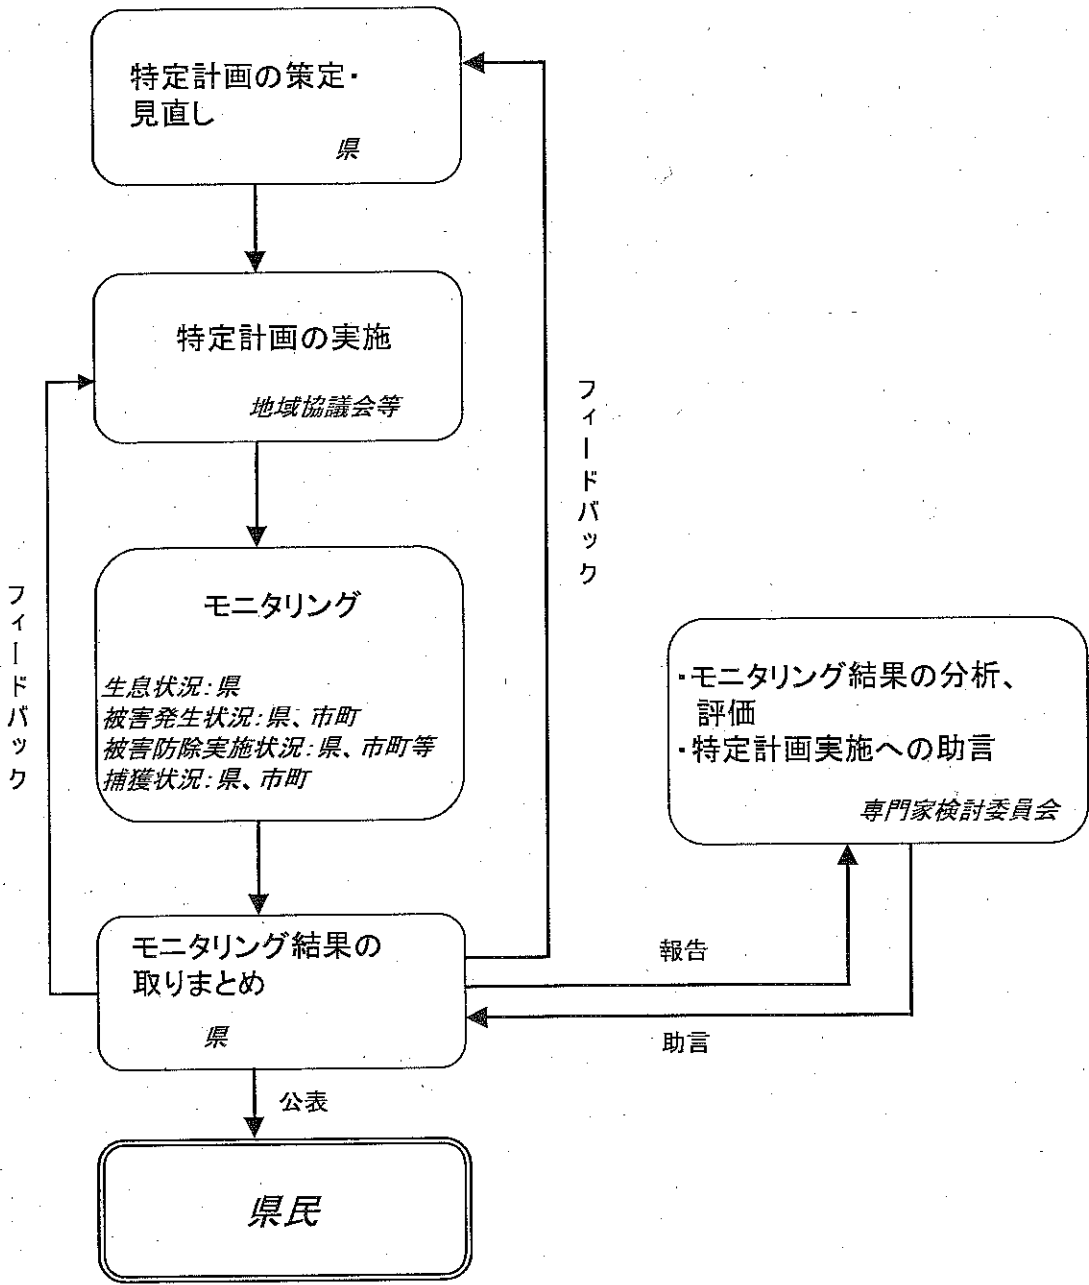 特定計画の策定・
見直し
県
特定計画の実施
地域協議会等
フィードバック
フィードバック
モニタリング
生息状況：県
被害発生状況：県、市町
被害防除実施状況：県、市町等
捕獲状況：県、市町
・モニタリング結果の分析、
評価
・特定計画実施への助言
専門家検討委員会
モニタリング結果の
取りまとめ
県
報告
助言
公表
県民